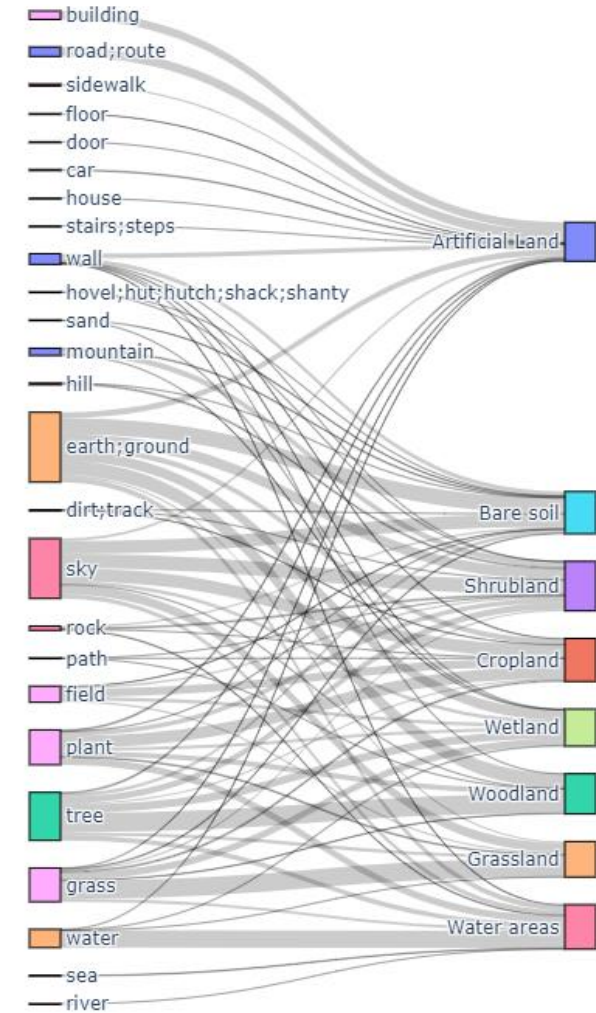 building
road;route
sidewalk
floor
door
car
house
stairs;steps
wall
hovel;hut;hutch;shack;shanty
sand
mountain
hill
earth;ground
dirt;track
sky
rock
path
field
plant
tree
grass
water
sea
river
Artificial Land
Bare soil
Shrubland
Cropland
Wetland
Woodland
Grassland
Water areas